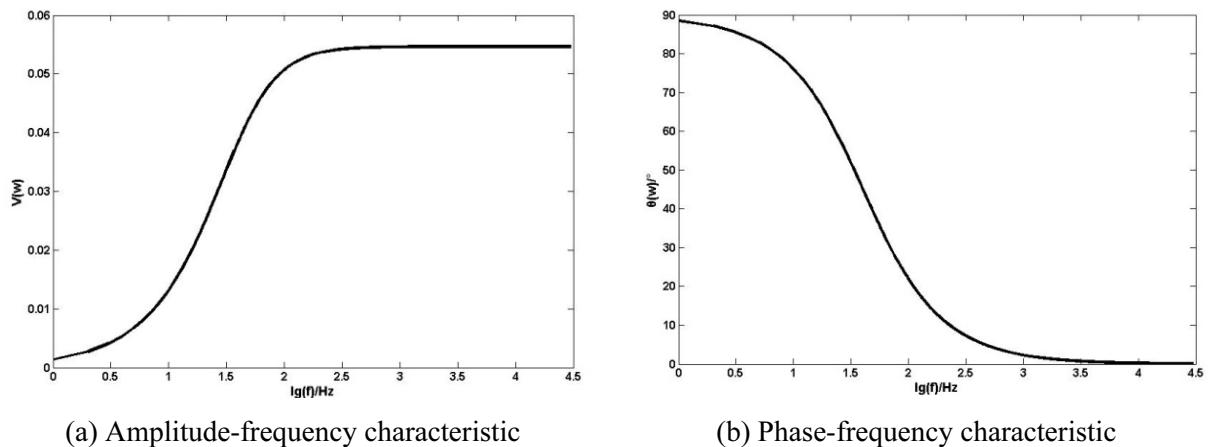 0.06
0.05
0.04
0.03
0.02
0.01
0
V(w)
0 0.5 1 1.5 2 2.5 3 3.5 4 4.5
lg(f)/Hz
(a) Amplitude-frequency characteristic
90
80
70
60
50
40
30
20
10
0
θ(w)/°
0 0.5 1 1.5 2 2.5 3 3.5 4 4.5
lg(f)/Hz
(b) Phase-frequency characteristic